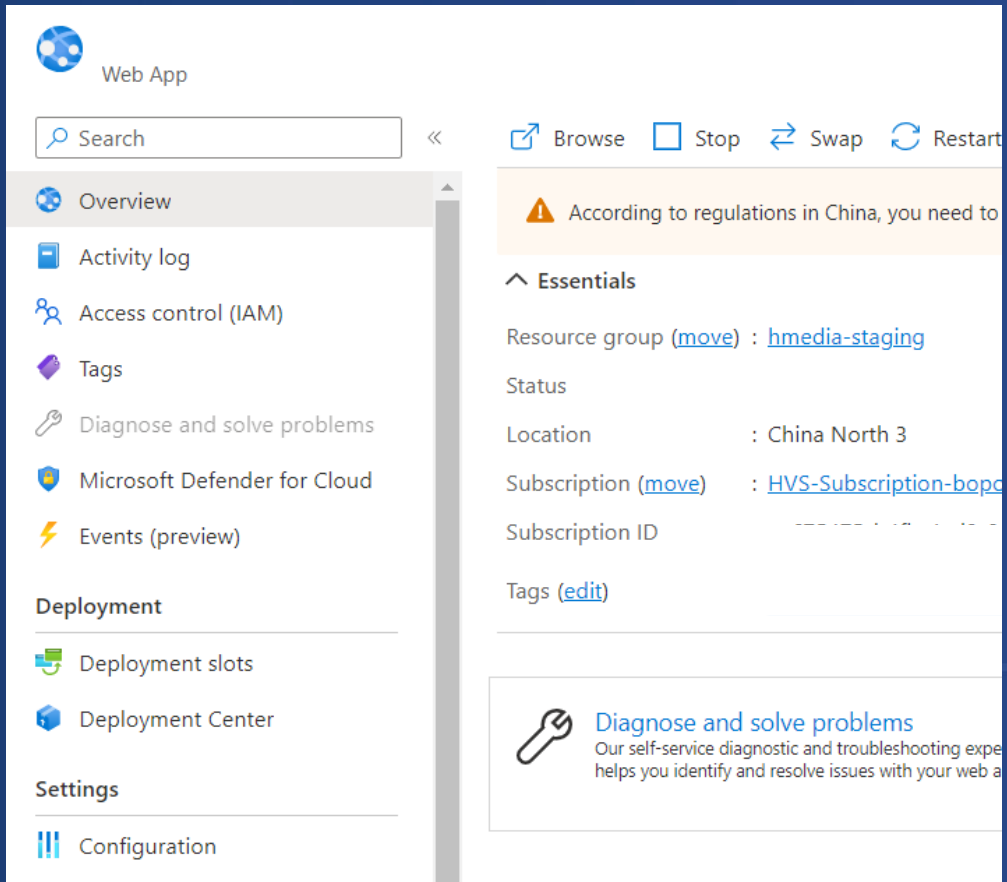 Web App
Search
Overview
Activity log
Access control (IAM)
Tags
Diagnose and solve problems
Microsoft Defender for Cloud
Events (preview)
Deployment
Deployment slots
Deployment Center
Settings
Configuration
Browse Stop Swap Restart
According to regulations in China, you need to
Essentials
Resource group (move) : hmedia-staging
Status
Location : China North 3
Subscription (move) : HVS-Subscription-bopo
Subscription ID
Tags (edit)
Diagnose and solve problems
Our self-service diagnostic and troubleshooting expe
helps you identify and resolve issues with your web a